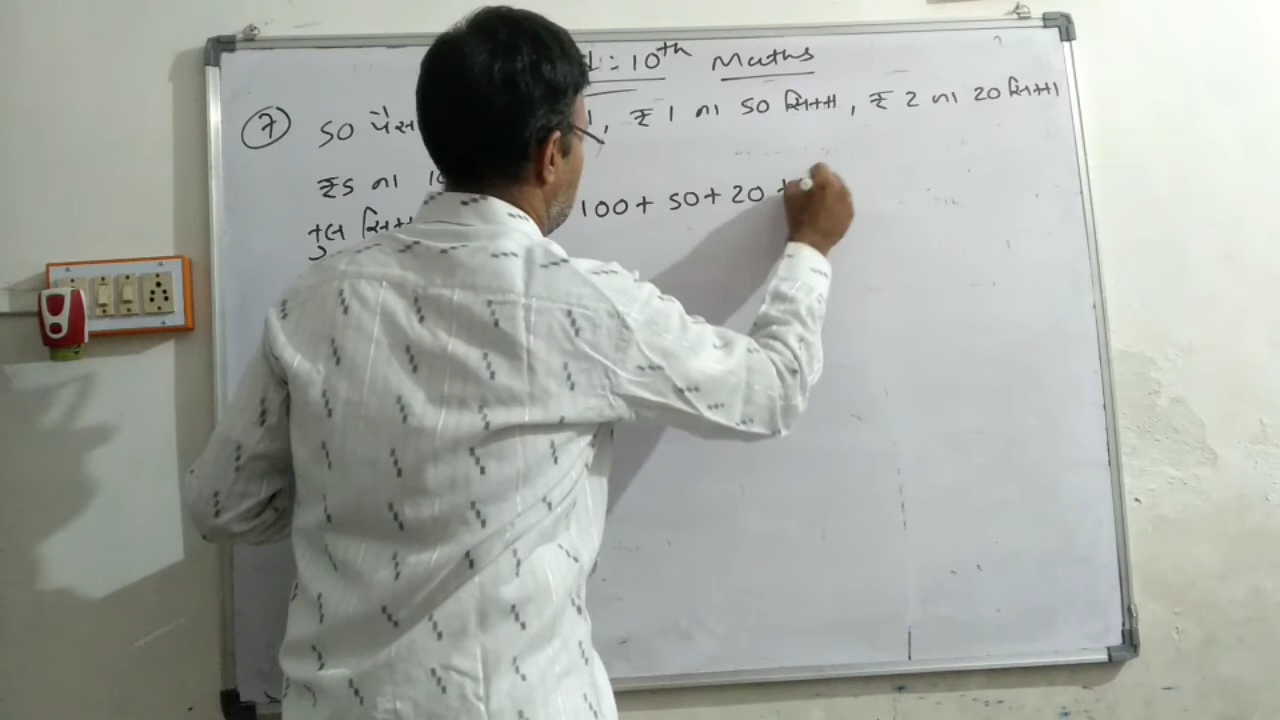 : 10th Maths
7 50 પૈસા , ₹ 1 ના 50 સિક્કા, ₹ 2 ના 20 સિક્કા
₹5 ના 10
કુલ સિક્કા 100 + 50 + 20 +